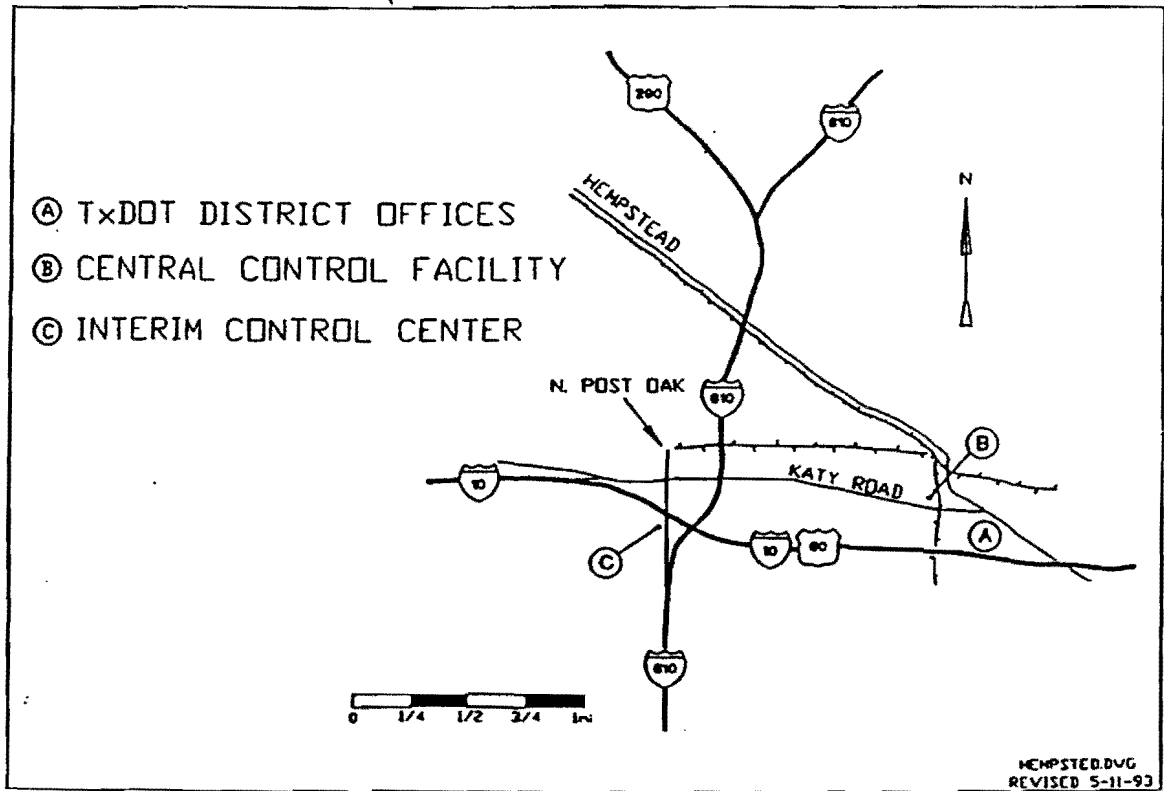 290
610
HEMPSTEAD
N
Ⓐ TxDOT DISTRICT OFFICES
Ⓑ CENTRAL CONTROL FACILITY
Ⓒ INTERIM CONTROL CENTER
N. POST OAK
610
B
KATY ROAD
10
A
10
90
C
610
0 1/4 1/2 3/4 1mi
HEMPSTED.DWG
REVISED 5-11-93